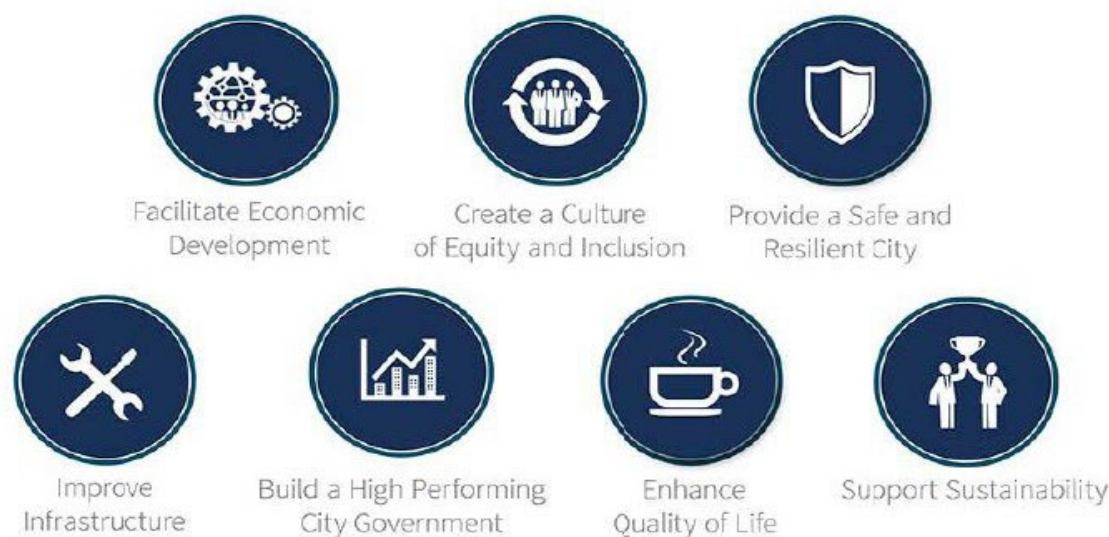 Facilitate Economic
Development
Create a Culture
of Equity and Inclusion
Provide a Safe and
Resilient City
Improve
Infrastructure
Build a High Performing
City Government
Enhance
Quality of Life
Support Sustainability